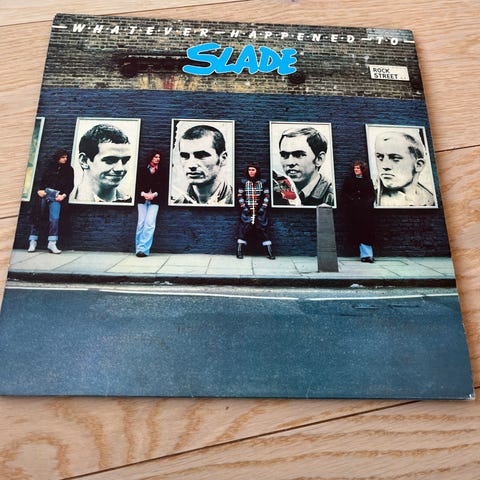 WHATEVER HAPPENED TO
SLADE
ROCK
STREET